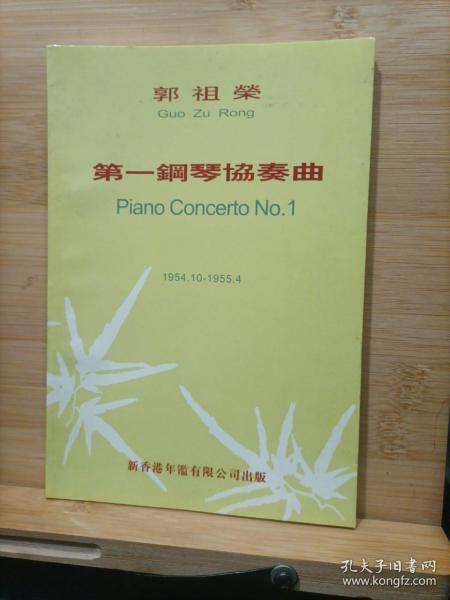 郭祖榮
Guo Zu Rong
第一鋼琴協奏曲
Piano Concerto No.1
1954.10-1955.4
新香港年鑑有限公司出版
孔夫子旧书网
www.kongfz.com